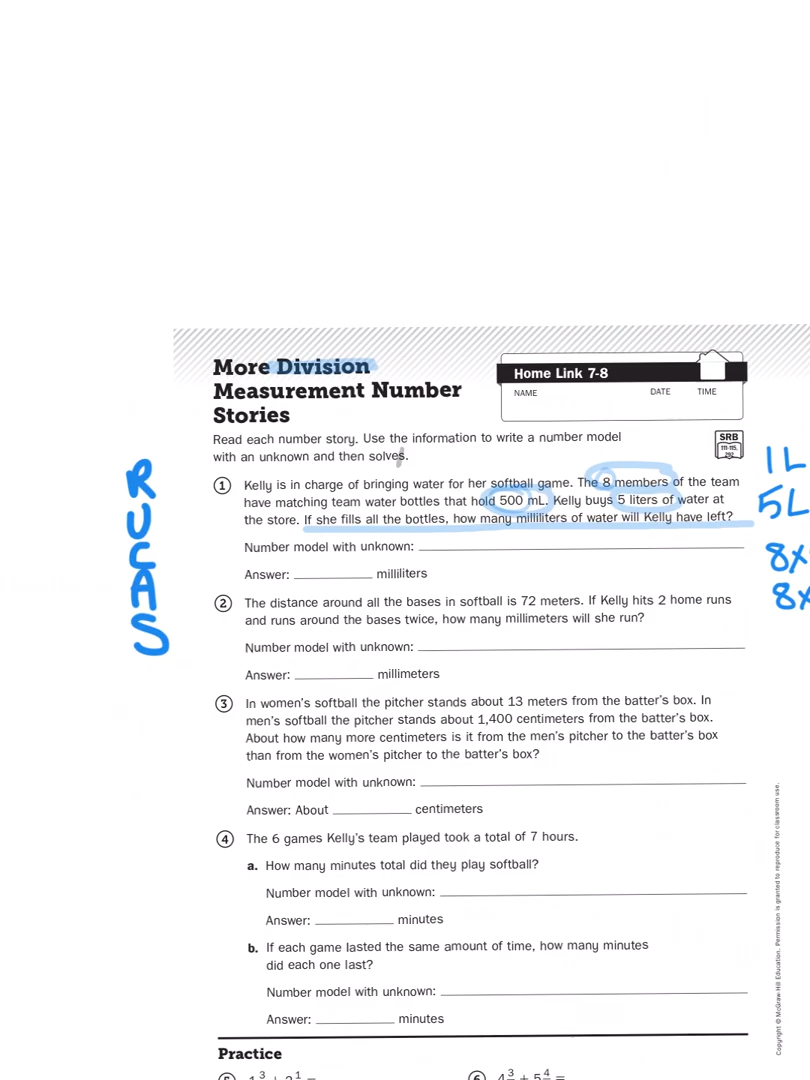 More Division
Measurement Number
Stories
Home Link 7-8
NAME DATE TIME
Read each number story. Use the information to write a number model
with an unknown and then solves.
SRB
111-115,
292
R
U
C
A
S
1 L
5L
8x
8x
① Kelly is in charge of bringing water for her softball game. The 8 members of the team
have matching team water bottles that hold 500 mL. Kelly buys 5 liters of water at
the store. If she fills all the bottles, how many milliliters of water will Kelly have left?
Number model with unknown:
Answer: milliliters
② The distance around all the bases in softball is 72 meters. If Kelly hits 2 home runs
and runs around the bases twice, how many millimeters will she run?
Number model with unknown:
Answer: millimeters
③ In women's softball the pitcher stands about 13 meters from the batter's box. In
men's softball the pitcher stands about 1,400 centimeters from the batter's box.
About how many more centimeters is it from the men's pitcher to the batter's box
than from the women's pitcher to the batter's box?
Number model with unknown:
Answer: About centimeters
④ The 6 games Kelly's team played took a total of 7 hours.
a. How many minutes total did they play softball?
Number model with unknown:
Answer: minutes
b. If each game lasted the same amount of time, how many minutes
did each one last?
Number model with unknown:
Answer: minutes
Copyright © McGraw-Hill Education. Permission is granted to reproduce for classroom use.
Practice